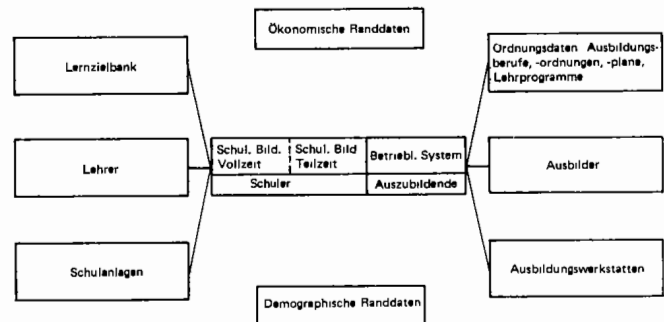 Ökonomische Randdaten
Lernzielbank
Ordnungsdaten Ausbildungs-
berufe, -ordnungen, -plane,
Lehrprogramme
Lehrer
Schul. Bild.
Vollzeit
Schul. Bild
Teilzeit
Betriebl. System
Schuler
Auszubildende
Ausbilder
Schulanlagen
Ausbildungswerkstatten
Demographische Randdaten